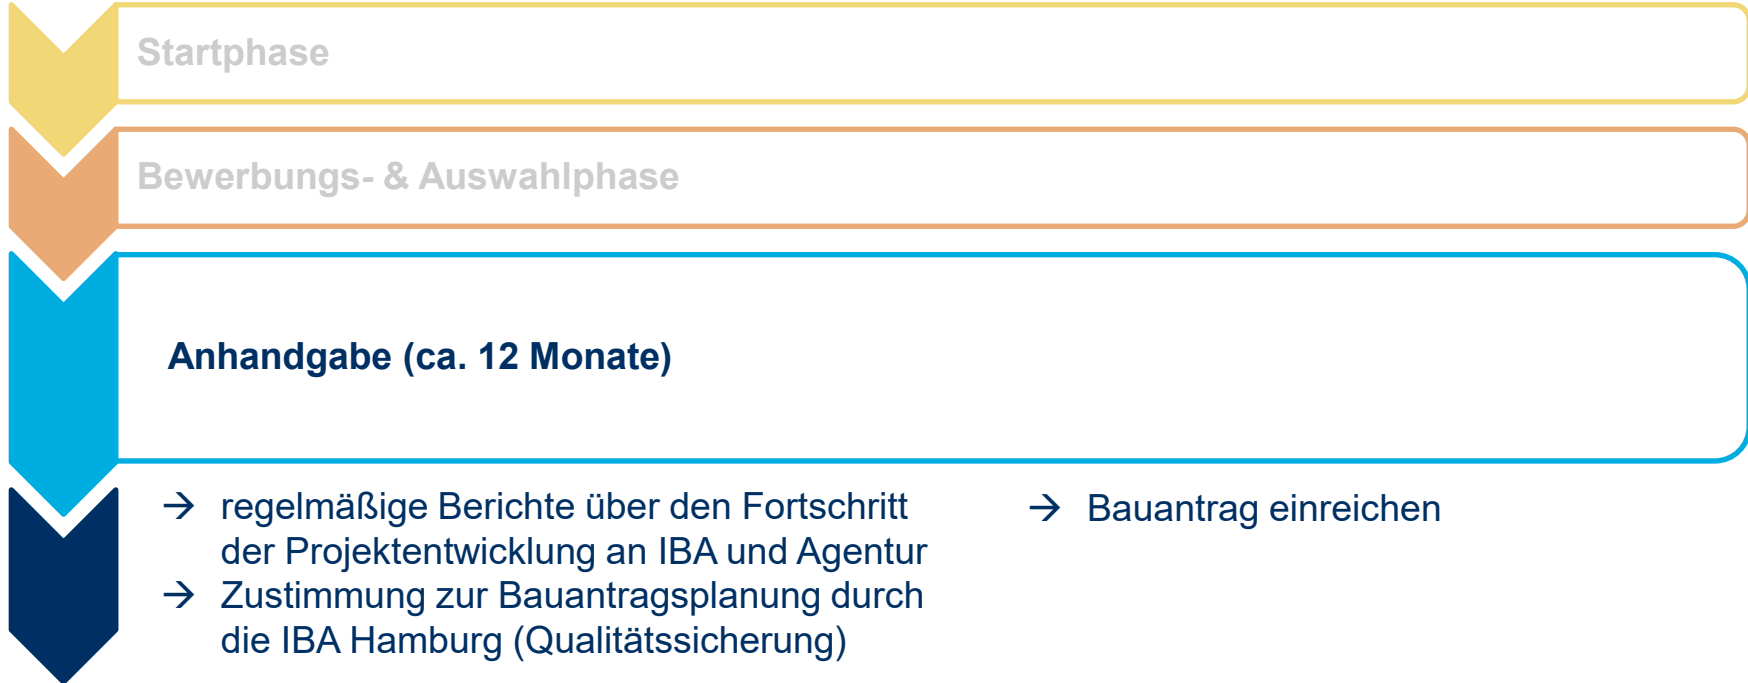 Startphase
Bewerbungs- & Auswahlphase
Anhandgabe (ca. 12 Monate)
→ regelmäßige Berichte über den Fortschritt
der Projektentwicklung an IBA und Agentur
→ Zustimmung zur Bauantragsplanung durch
die IBA Hamburg (Qualitätssicherung)
→ Bauantrag einreichen